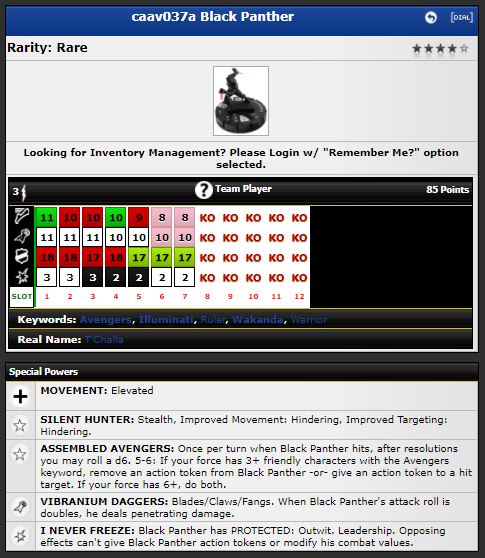 caav037a Black Panther
[DIAL]
Rarity: Rare
Looking for Inventory Management? Please Login w/ "Remember Me?" option
selected.
3 Team Player 85 Points
11 10 10 10 9 8 8 KO KO KO KO KO
11 11 11 10 10 10 10 KO KO KO KO KO
18 18 17 18 17 17 17 KO KO KO KO KO
3 3 3 2 2 2 2 KO KO KO KO KO
SLOT 1 2 3 4 5 6 7 8 9 10 11 12
Keywords: Avengers, Illuminati, Ruler, Wakanda, Warrior
Real Name: T'Challa
Special Powers
MOVEMENT: Elevated
SILENT HUNTER: Stealth, Improved Movement: Hindering, Improved Targeting:
Hindering.
ASSEMBLED AVENGERS: Once per turn when Black Panther hits, after resolutions
you may roll a d6. 5-6: If your force has 3+ friendly characters with the Avengers
keyword, remove an action token from Black Panther -or- give an action token to a hit
target. If your force has 6+, do both.
VIBRANIUM DAGGERS: Blades/Claws/Fangs. When Black Panther's attack roll is
doubles, he deals penetrating damage.
I NEVER FREEZE: Black Panther has PROTECTED: Outwit. Leadership. Opposing
effects can't give Black Panther action tokens or modify his combat values.